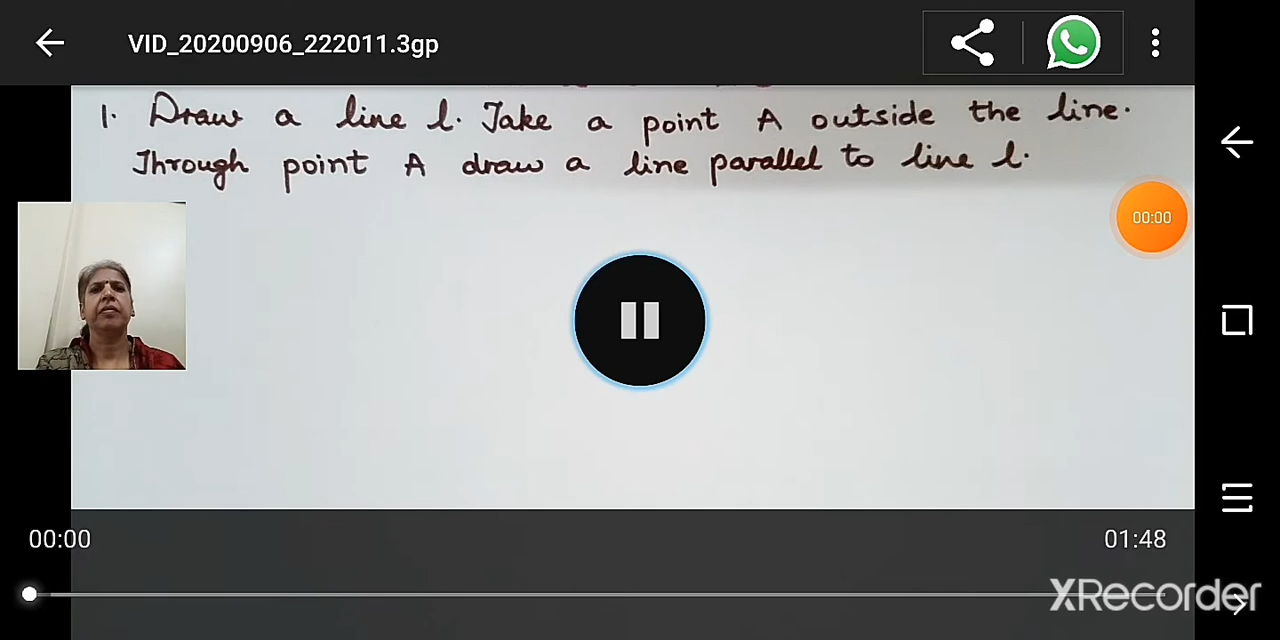 VID_20200906_222011.3gp
1. Draw a line l. Take a point A outside the line.
Through point A draw a line parallel to line l.
00:00
00:00
01:48
XRecorder